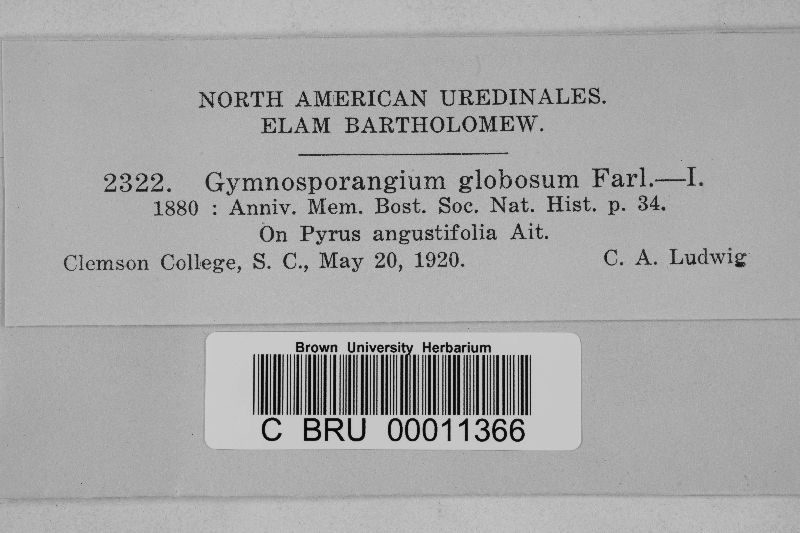 NORTH AMERICAN UREDINALES.
ELAM BARTHOLOMEW.
2322. Gymnosporangium globosum Farl.—I.
1880 : Anniv. Mem. Bost. Soc. Nat. Hist. p. 34.
On Pyrus angustifolia Ait.
Clemson College, S. C., May 20, 1920. C. A. Ludwig
Brown University Herbarium
C BRU 00011366